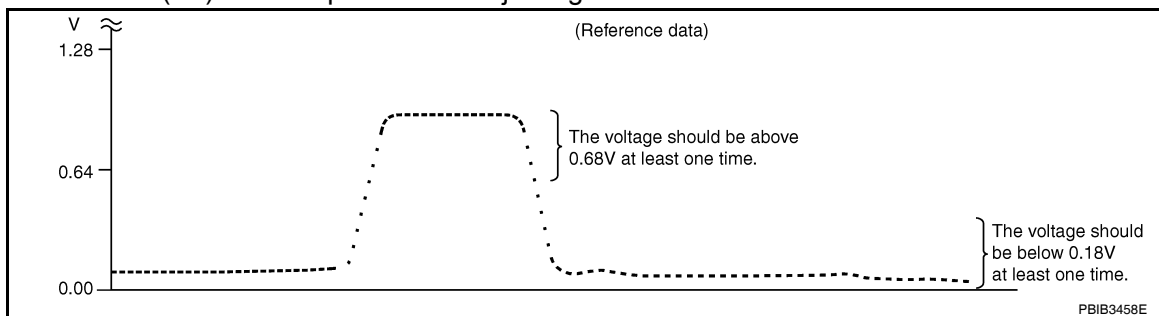 V
(Reference data)
1.28
The voltage should be above
0.68V at least one time.
0.64
The voltage should
be below 0.18V
at least one time.
0.00
PBIB3458E